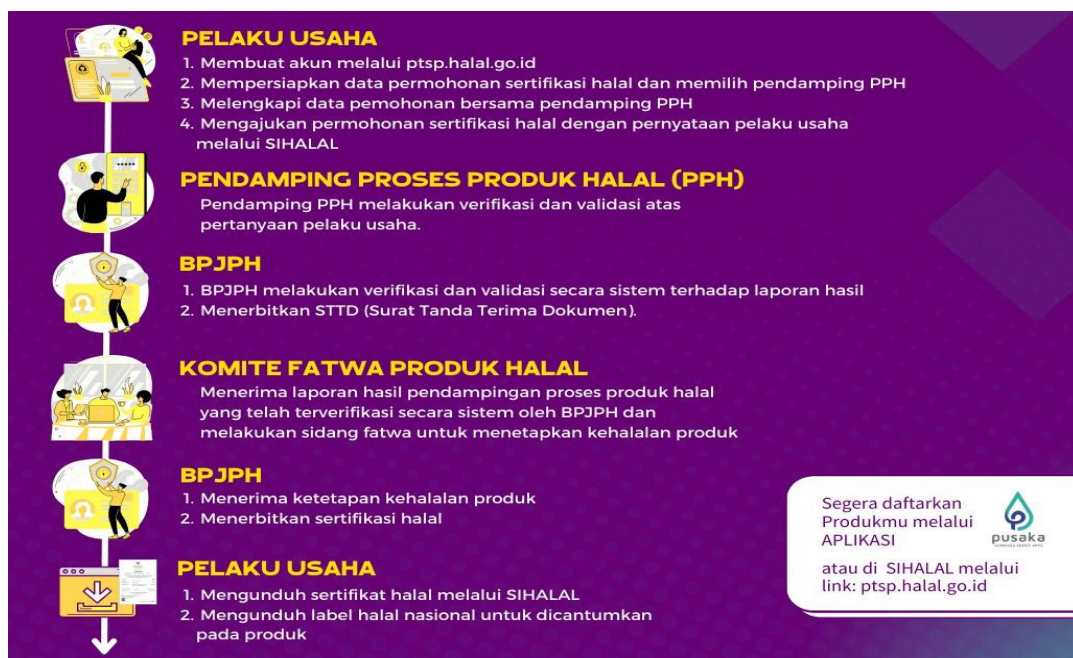 PELAKU USAHA
1. Membuat akun melalui ptsp.halal.go.id
2. Mempersiapkan data permohonan sertifikasi halal dan memilih pendamping PPH
3. Melengkapi data pemohonan bersama pendamping PPH
4. Mengajukan permohonan sertifikasi halal dengan pernyataan pelaku usaha
melalui SIHALAL
PENDAMPING PROSES PRODUK HALAL (PPH)
Pendamping PPH melakukan verifikasi dan validasi atas
pertanyaan pelaku usaha.
BPJPH
1. BPJPH melakukan verifikasi dan validasi secara sistem terhadap laporan hasil
2. Menerbitkan STTD (Surat Tanda Terima Dokumen).
KOMITE FATWA PRODUK HALAL
Menerima laporan hasil pendampingan proses produk halal
yang telah terverifikasi secara sistem oleh BPJPH dan
melakukan sidang fatwa untuk menetapkan kehalalan produk
BPJPH
1. Menerima ketetapan kehalalan produk
2. Menerbitkan sertifikasi halal
PELAKU USAHA
1. Mengunduh sertifikat halal melalui SIHALAL
2. Mengunduh label halal nasional untuk dicantumkan
pada produk
Segera daftarkan
Produkmu melalui
APLIKASI
pusaka
atau di SIHALAL melalui
link: ptsp.halal.go.id